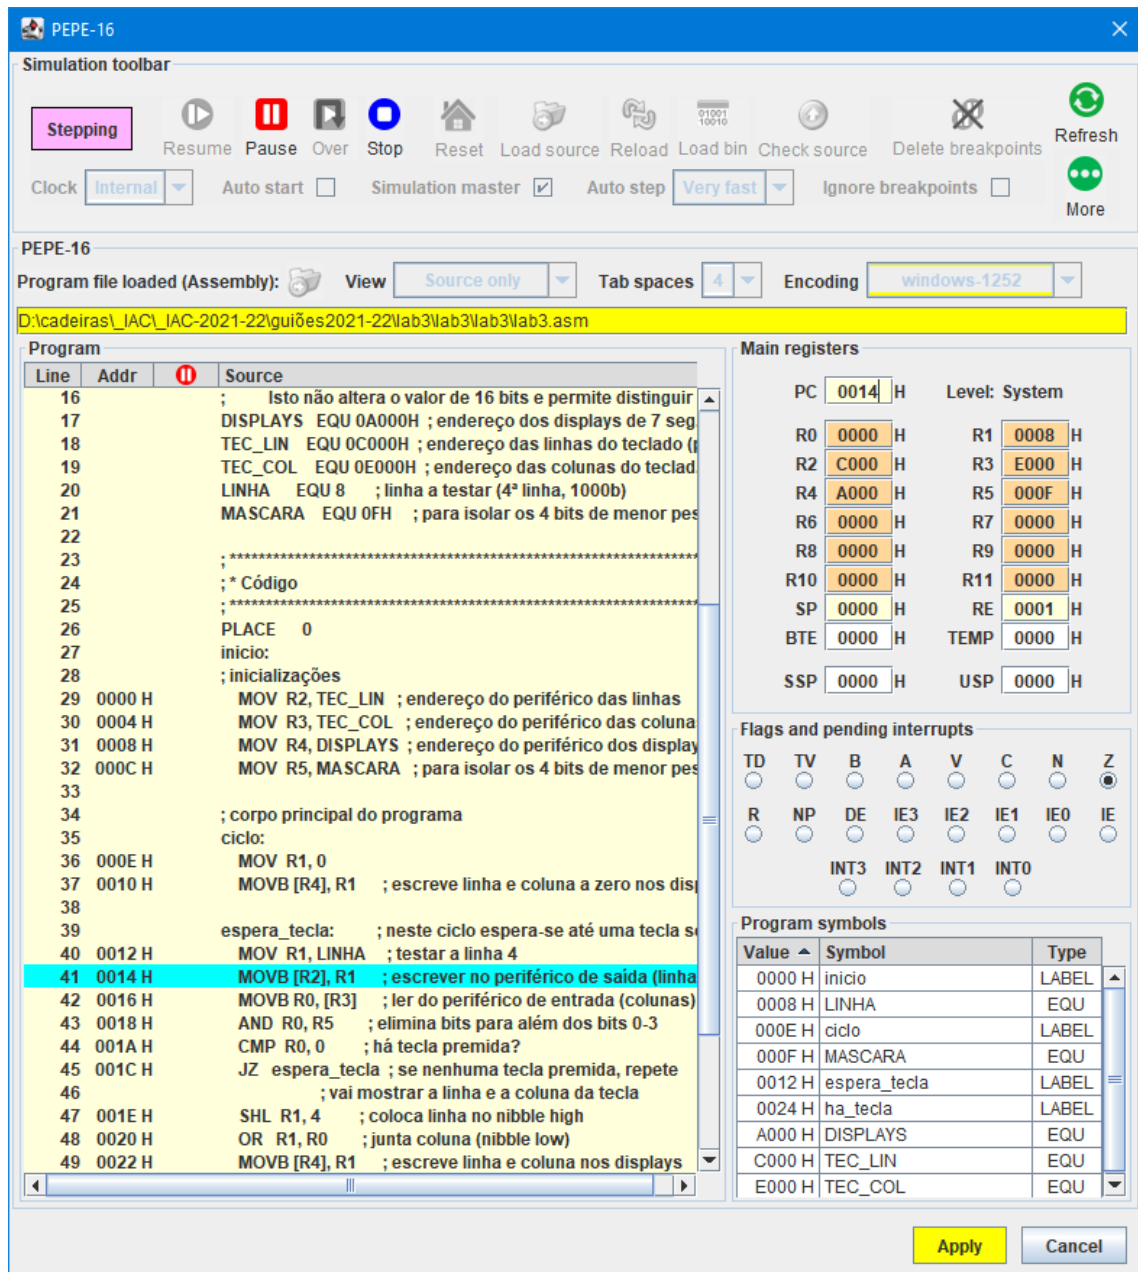 PEPE-16
Simulation toolbar
Stepping
Resume Pause Over Stop Reset Load source Reload Load bin Check source Delete breakpoints Refresh
Clock Internal Auto start Simulation master Auto step Very fast Ignore breakpoints
More
PEPE-16
Program file loaded (Assembly): View Source only Tab spaces 4 Encoding windows-1252
D:\cadeiras\_IAC\_IAC-2021-22\guiões2021-22\lab3\lab3\lab3\lab3.asm
Program
Line Addr Source
16 ; Isto não altera o valor de 16 bits e permite distinguir
17 DISPLAYS EQU 0A000H ; endereço dos displays de 7 seg.
18 TEC_LIN EQU 0C000H ; endereço das linhas do teclado (p
19 TEC_COL EQU 0E000H ; endereço das colunas do teclad.
20 LINHA EQU 8 ; linha a testar (4ª linha, 1000b)
21 MASCARA EQU 0FH ; para isolar os 4 bits de menor pes
22
23 ; ****************************************************************
24 ; * Código
25 ; ****************************************************************
26 PLACE 0
27 inicio:
28 ; inicializações
29 0000 H MOV R2, TEC_LIN ; endereço do periférico das linhas
30 0004 H MOV R3, TEC_COL ; endereço do periférico das coluna
31 0008 H MOV R4, DISPLAYS ; endereço do periférico dos display
32 000C H MOV R5, MASCARA ; para isolar os 4 bits de menor pes
33
34 ; corpo principal do programa
35 ciclo:
36 000E H MOV R1, 0
37 0010 H MOVB [R4], R1 ; escreve linha e coluna a zero nos disp
38
39 espera_tecla: ; neste ciclo espera-se até uma tecla s
40 0012 H MOV R1, LINHA ; testar a linha 4
41 0014 H MOVB [R2], R1 ; escrever no periférico de saída (linha
42 0016 H MOVB R0, [R3] ; ler do periférico de entrada (colunas)
43 0018 H AND R0, R5 ; elimina bits para além dos bits 0-3
44 001A H CMP R0, 0 ; há tecla premida?
45 001C H JZ espera_tecla ; se nenhuma tecla premida, repete
46 ; vai mostrar a linha e a coluna da tecla
47 001E H SHL R1, 4 ; coloca linha no nibble high
48 0020 H OR R1, R0 ; junta coluna (nibble low)
49 0022 H MOVB [R4], R1 ; escreve linha e coluna nos displays
Main registers
PC 0014 H Level: System
R0 0000 H R1 0008 H
R2 C000 H R3 E000 H
R4 A000 H R5 000F H
R6 0000 H R7 0000 H
R8 0000 H R9 0000 H
R10 0000 H R11 0000 H
SP 0000 H RE 0001 H
BTE 0000 H TEMP 0000 H
SSP 0000 H USP 0000 H
Flags and pending interrupts
TD TV B A V C N Z
R NP DE IE3 IE2 IE1 IE0 IE
INT3 INT2 INT1 INT0
Program symbols
Value Symbol Type
0000 H inicio LABEL
0008 H LINHA EQU
000E H ciclo LABEL
000F H MASCARA EQU
0012 H espera_tecla LABEL
0024 H ha_tecla LABEL
A000 H DISPLAYS EQU
C000 H TEC_LIN EQU
E000 H TEC_COL EQU
Apply Cancel